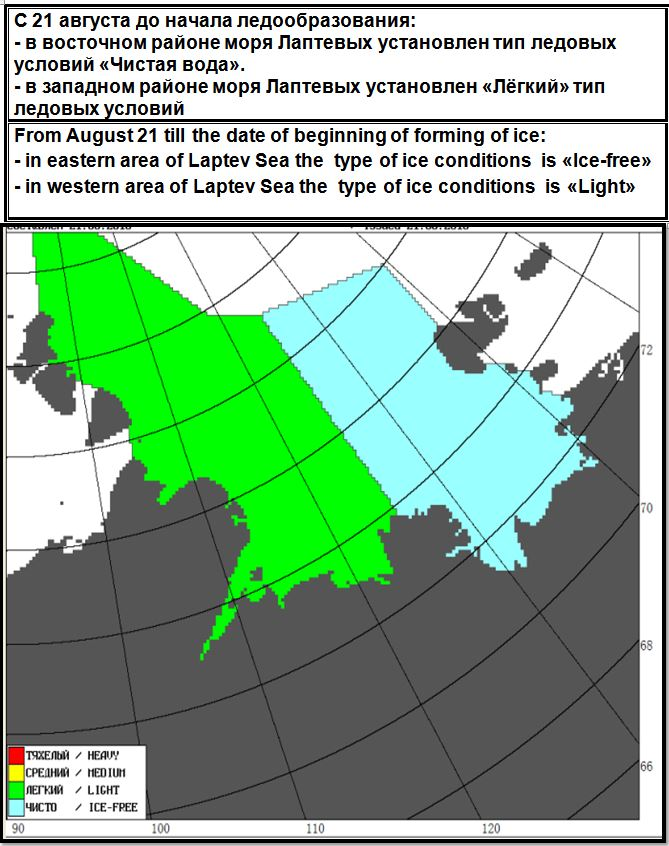 С 21 августа до начала ледообразования:
- в восточном районе моря Лаптевых установлен тип ледовых
условий «Чистая вода».
- в западном районе моря Лаптевых установлен «Лёгкий» тип
ледовых условий
From August 21 till the date of beginning of forming of ice:
- in eastern area of Laptev Sea the type of ice conditions is «Ice-free»
- in western area of Laptev Sea the type of ice conditions is «Light»
72
70
68
66
ТЯЖЕЛЫЙ / HEAVY
СРЕДНИЙ / MEDIUM
ЛЕГКИЙ / LIGHT
ЧИСТО / ICE-FREE
90 100 110 120